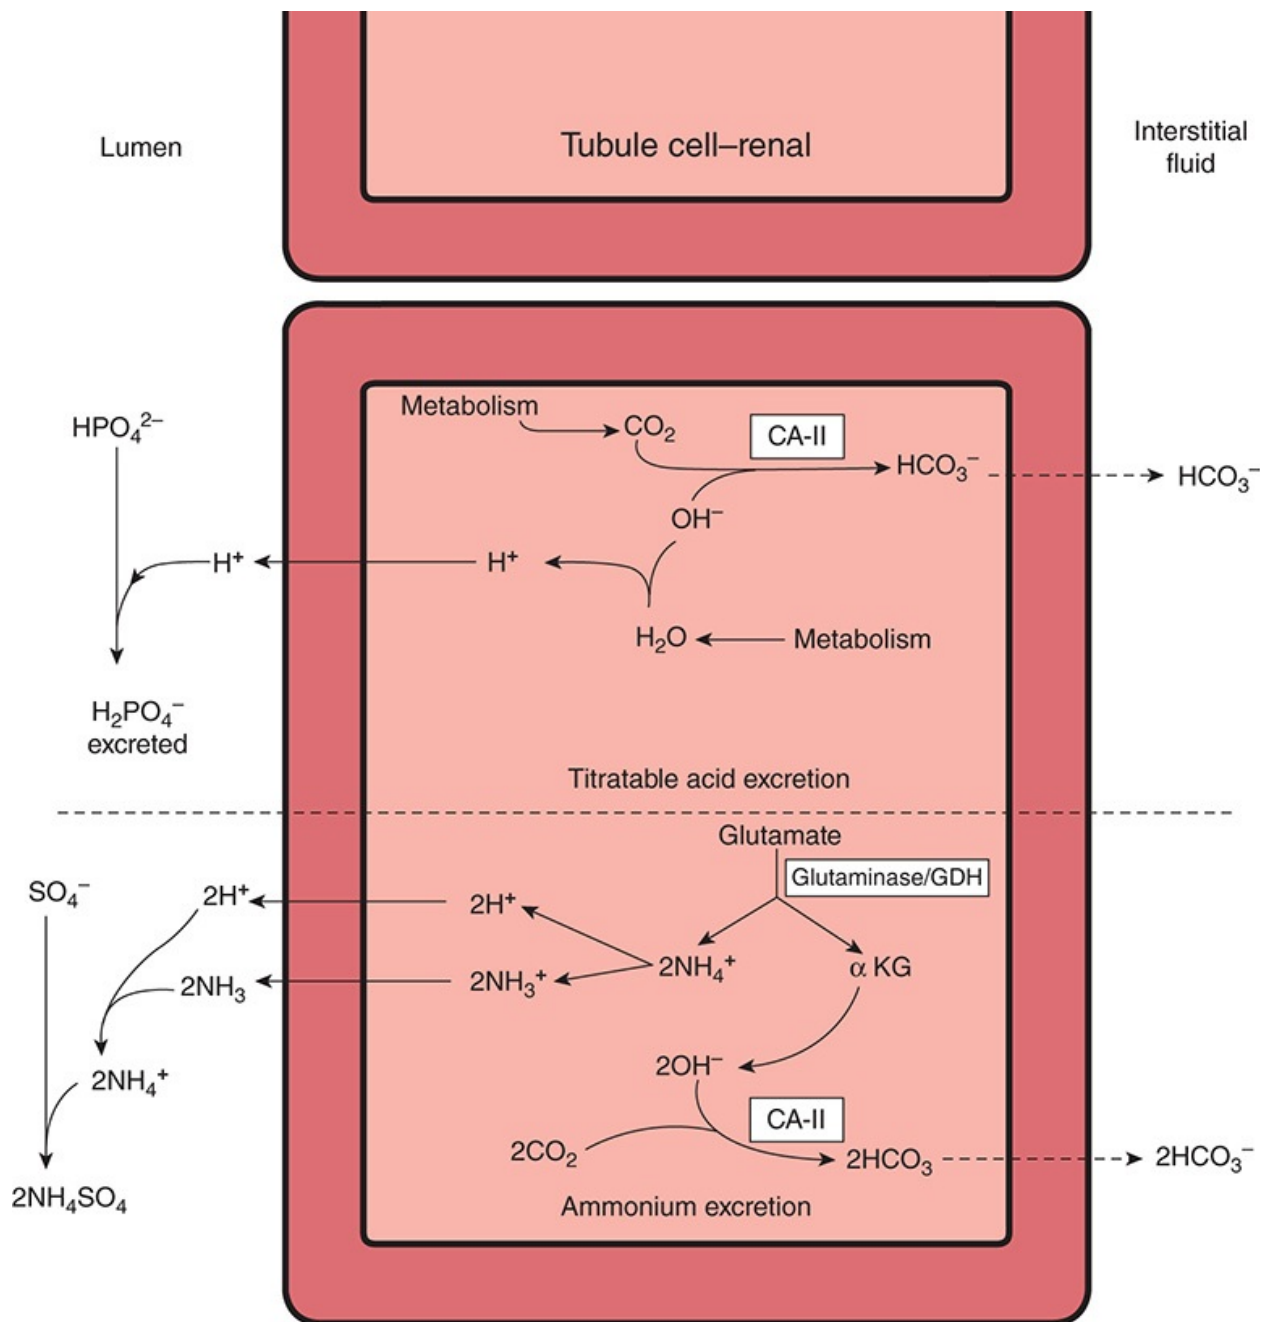 Lumen
Tubule cell–renal
Interstitial
fluid
Metabolism
CO₂
CA-II
HCO₃⁻
HCO₃⁻
HPO₄²⁻
OH⁻
H⁺
H⁺
H₂O
Metabolism
H₂PO₄⁻
excreted
Titratable acid excretion
Glutamate
Glutaminase/GDH
SO₄⁻
2H⁺
2H⁺
2NH₄⁺
α KG
2NH₃
2NH₃⁺
2OH⁻
2NH₄⁺
CA-II
2CO₂
2HCO₃
2HCO₃⁻
2NH₄SO₄
Ammonium excretion